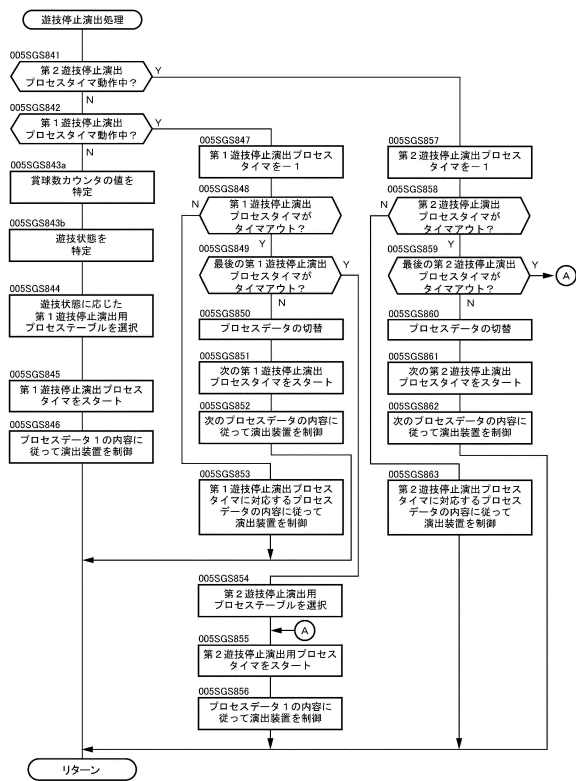 遊技停止演出処理
005SGS841
第2遊技停止演出
プロセスタイマ動作中?
Y
N
005SGS842
第1遊技停止演出
プロセスタイマ動作中?
Y
N
005SGS843a
賞球数カウンタの値を
特定
005SGS843b
遊技状態を
特定
005SGS844
遊技状態に応じた
第1遊技停止演出用
プロセステーブルを選択
005SGS845
第1遊技停止演出プロセス
タイマをスタート
005SGS846
プロセスデータ1の内容に
従って演出装置を制御
005SGS847
第1遊技停止演出プロセス
タイマを-1
005SGS848
N
第1遊技停止演出
プロセスタイマが
タイムアウト?
Y
005SGS849
最後の第1遊技停止演出
プロセスタイマが
タイムアウト?
Y
N
005SGS850
プロセスデータの切替
005SGS851
次の第1遊技停止演出
プロセスタイマをスタート
005SGS852
次のプロセスデータの内容に
従って演出装置を制御
005SGS853
第1遊技停止演出プロセス
タイマに対応するプロセス
データの内容に従って
演出装置を制御
005SGS854
第2遊技停止演出用
プロセステーブルを選択
A
005SGS855
第2遊技停止演出用プロセス
タイマをスタート
005SGS856
プロセスデータ1の内容に
従って演出装置を制御
005SGS857
第2遊技停止演出プロセス
タイマを-1
005SGS858
N
第2遊技停止演出
プロセスタイマが
タイムアウト?
Y
005SGS859
最後の第2遊技停止演出
プロセスタイマが
タイムアウト?
Y
A
N
005SGS860
プロセスデータの切替
005SGS861
次の第2遊技停止演出
プロセスタイマをスタート
005SGS862
次のプロセスデータの内容に
従って演出装置を制御
005SGS863
第2遊技停止演出プロセス
タイマに対応するプロセス
データの内容に従って
演出装置を制御
リターン